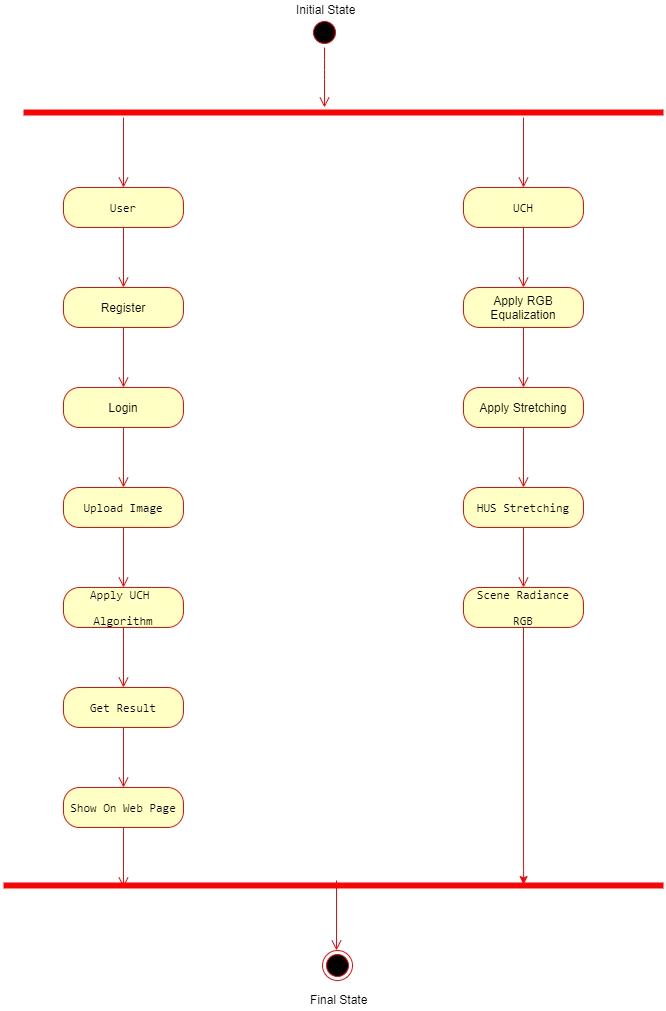 Initial State
User
UCH
Register
Apply RGB
Equalization
Login
Apply Stretching
Upload Image
HUS Stretching
Apply UCH
Algorithm
Scene Radiance
RGB
Get Result
Show On Web Page
Final State